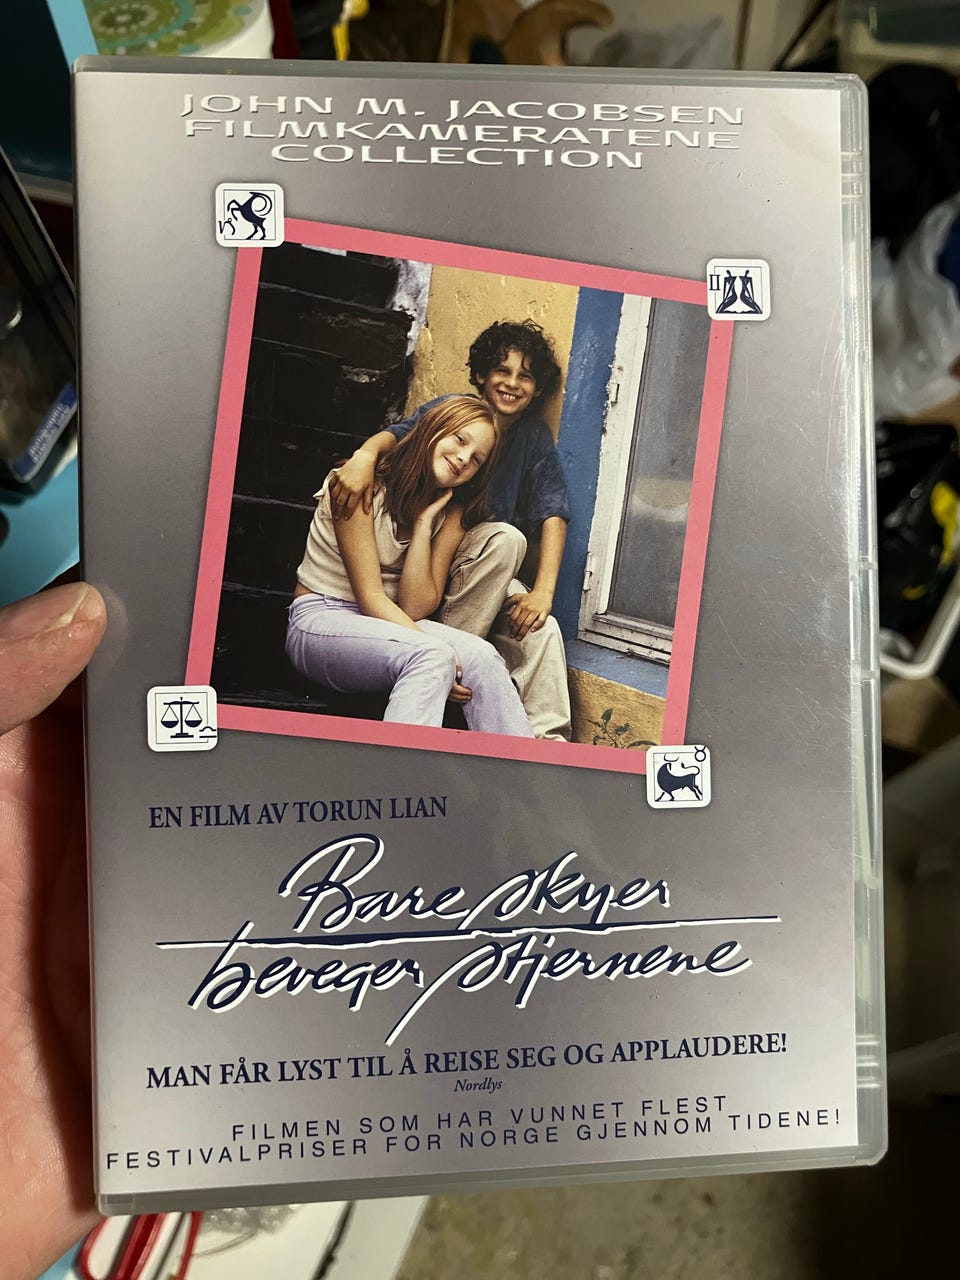 JOHN M. JACOBSEN
FILMKAMERATENE
COLLECTION
EN FILM AV TORUN LIAN
Bare skyer
beveger stjernene
MAN FÅR LYST TIL Å REISE SEG OG APPLAUDERE!
Nordlys
FILMEN SOM HAR VUNNET FLEST
FESTIVALPRISER FOR NORGE GJENNOM TIDENE!